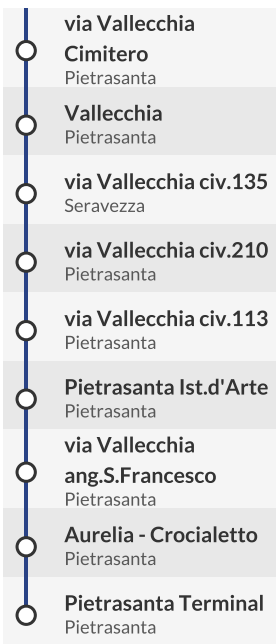 via Vallecchia
Cimitero
Pietrasanta
Vallecchia
Pietrasanta
via Vallecchia civ.135
Seravezza
via Vallecchia civ.210
Pietrasanta
via Vallecchia civ.113
Pietrasanta
Pietrasanta Ist.d'Arte
Pietrasanta
via Vallecchia
ang.S.Francesco
Pietrasanta
Aurelia - Crocialetto
Pietrasanta
Pietrasanta Terminal
Pietrasanta